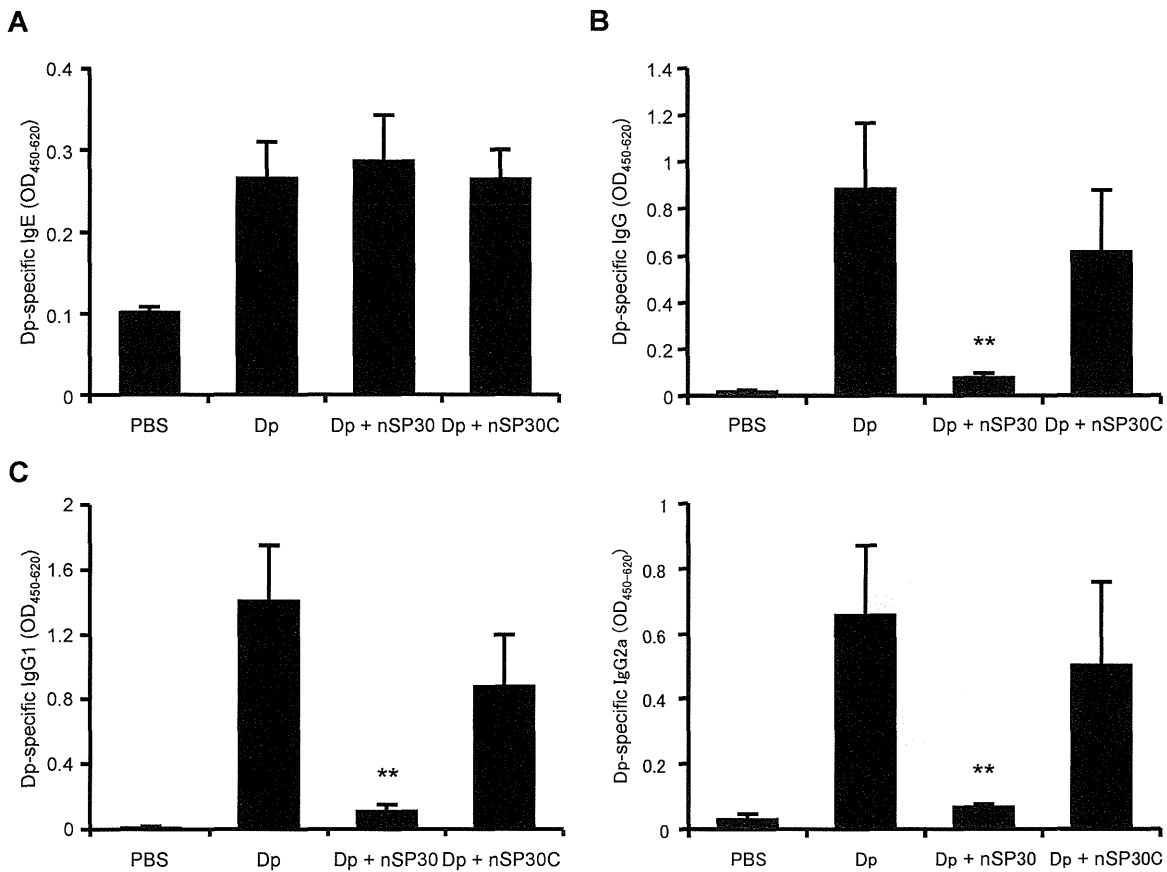 A
Dp-specific IgE (OD450-620)
0.4
0.3
0.2
0.1
0
PBS
Dp
Dp + nSP30
Dp + nSP30C
B
Dp-specific IgG (OD450-620)
1.4
1.2
1
0.8
0.6
0.4
0.2
0
**
PBS
Dp
Dp + nSP30
Dp + nSP30C
C
Dp-specific IgG1 (OD450-620)
2
1.6
1.2
0.8
0.4
0
**
PBS
Dp
Dp + nSP30
Dp + nSP30C
Dp-specific IgG2a (OD450-620)
1
0.8
0.6
0.4
0.2
0
**
PBS
Dp
Dp + nSP30
Dp + nSP30C